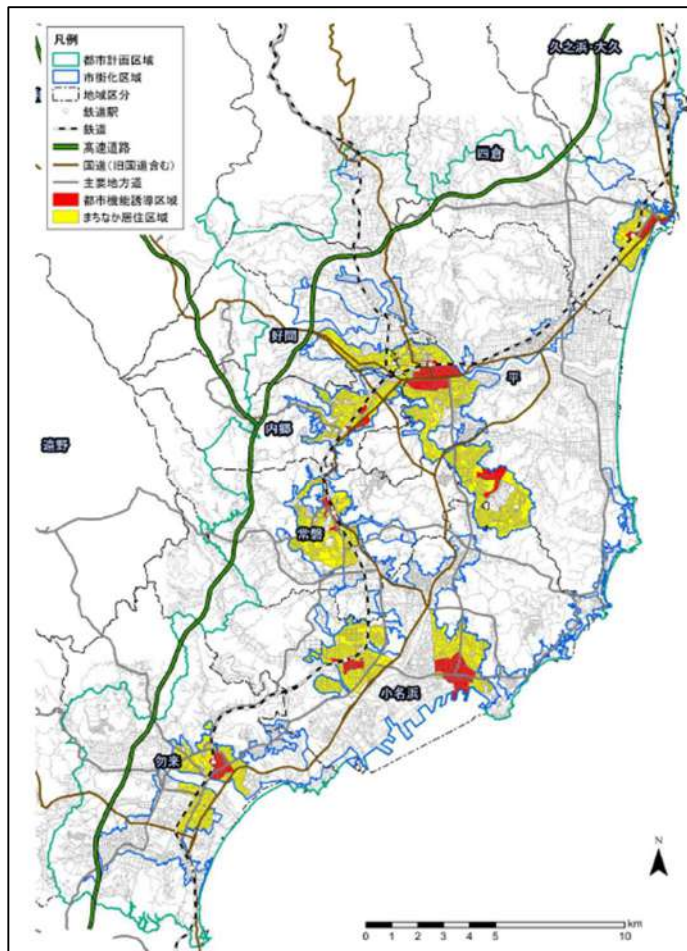 凡例
都市計画区域
市街化区域
地域区分
鉄道駅
鉄道
高速道路
国道(旧国道含む)
主要地方道
都市機能誘導区域
まちなか居住区域
久之浜・大久
四倉
好間
平
内郷
遠野
常磐
小名浜
勿来
N
km
0 1 2 3 4 5 10